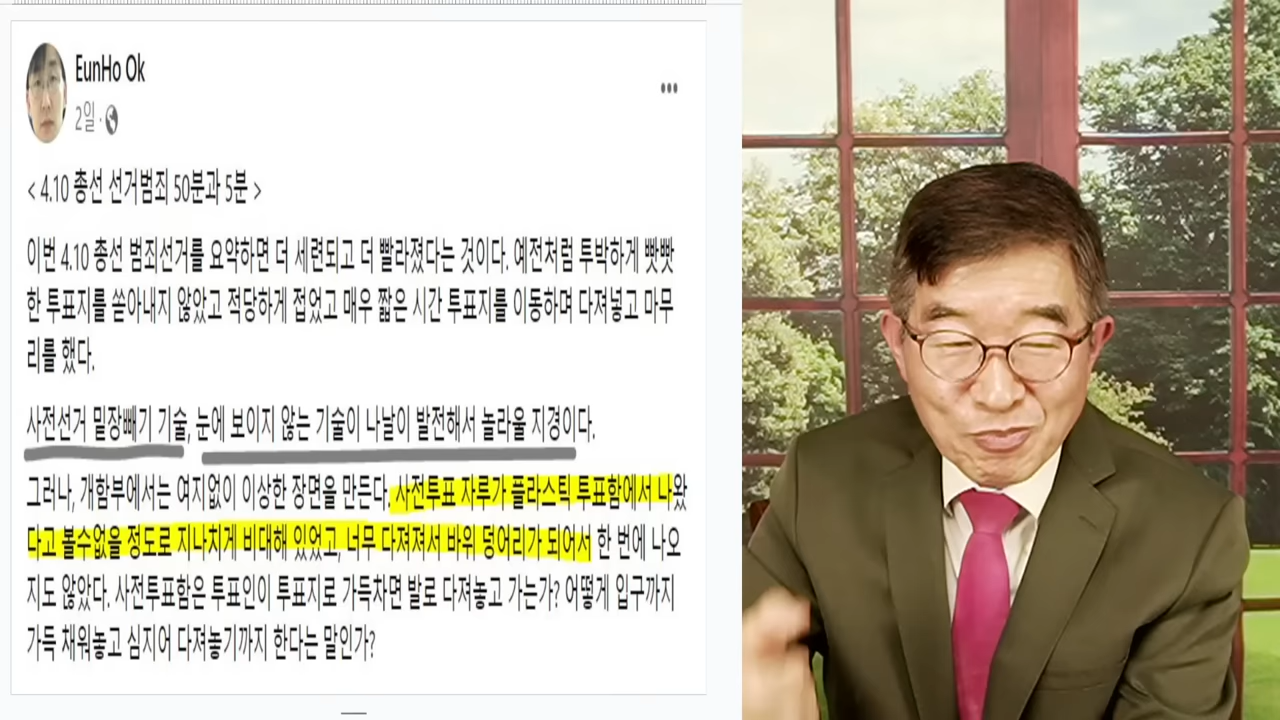 EunHo Ok
2일 ·
< 4.10 총선 선거범죄 50분과 5분 >
이번 4.10 총선 범죄선거를 요약하면 더 세련되고 더 빨라졌다는 것이다. 예전처럼 투박하게 빳빳
한 투표지를 쏟아내지 않았고 적당하게 접었고 매우 짧은 시간 투표지를 이동하며 다져넣고 마무
리를 했다.
사전선거 밑장빼기 기술, 눈에 보이지 않는 기술이 나날이 발전해서 놀라울 지경이다.
그러나, 개함부에서는 여지없이 이상한 장면을 만든다. 사전투표 자루가 플라스틱 투표함에서 나왔
다고 볼수없을 정도로 지나치게 비대해 있었고, 너무 다져져서 바위 덩어리가 되어서 한 번에 나오
지도 않았다. 사전투표함은 투표인이 투표지로 가득차면 발로 다져놓고 가는가? 어떻게 입구까지
가득 채워놓고 심지어 다져놓기까지 한다는 말인가?